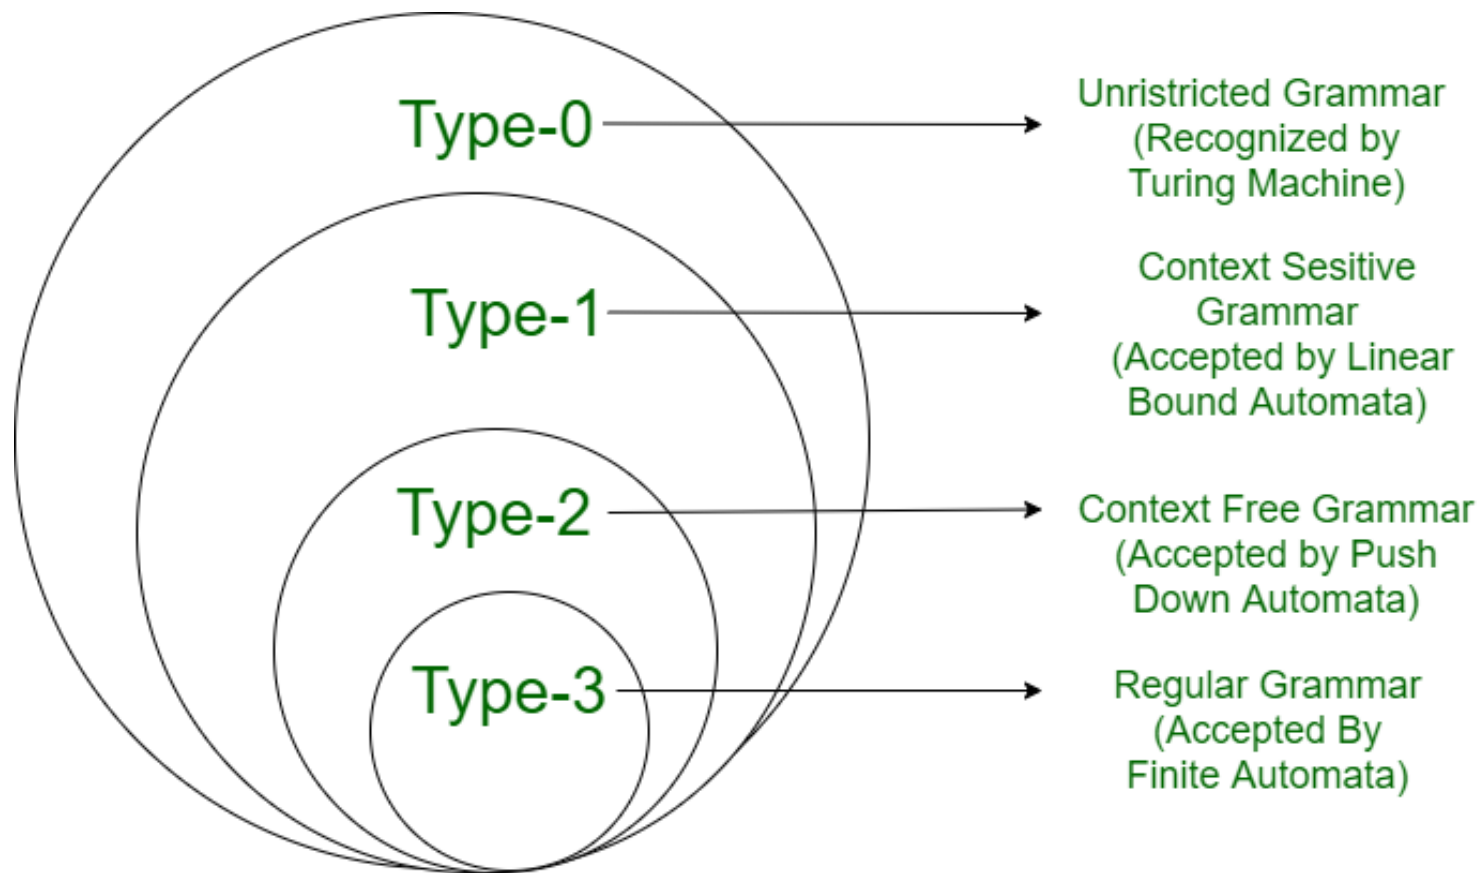 Type-0
Unristricted Grammar
(Recognized by
Turing Machine)
Type-1
Context Sesitive
Grammar
(Accepted by Linear
Bound Automata)
Type-2
Context Free Grammar
(Accepted by Push
Down Automata)
Type-3
Regular Grammar
(Accepted By
Finite Automata)